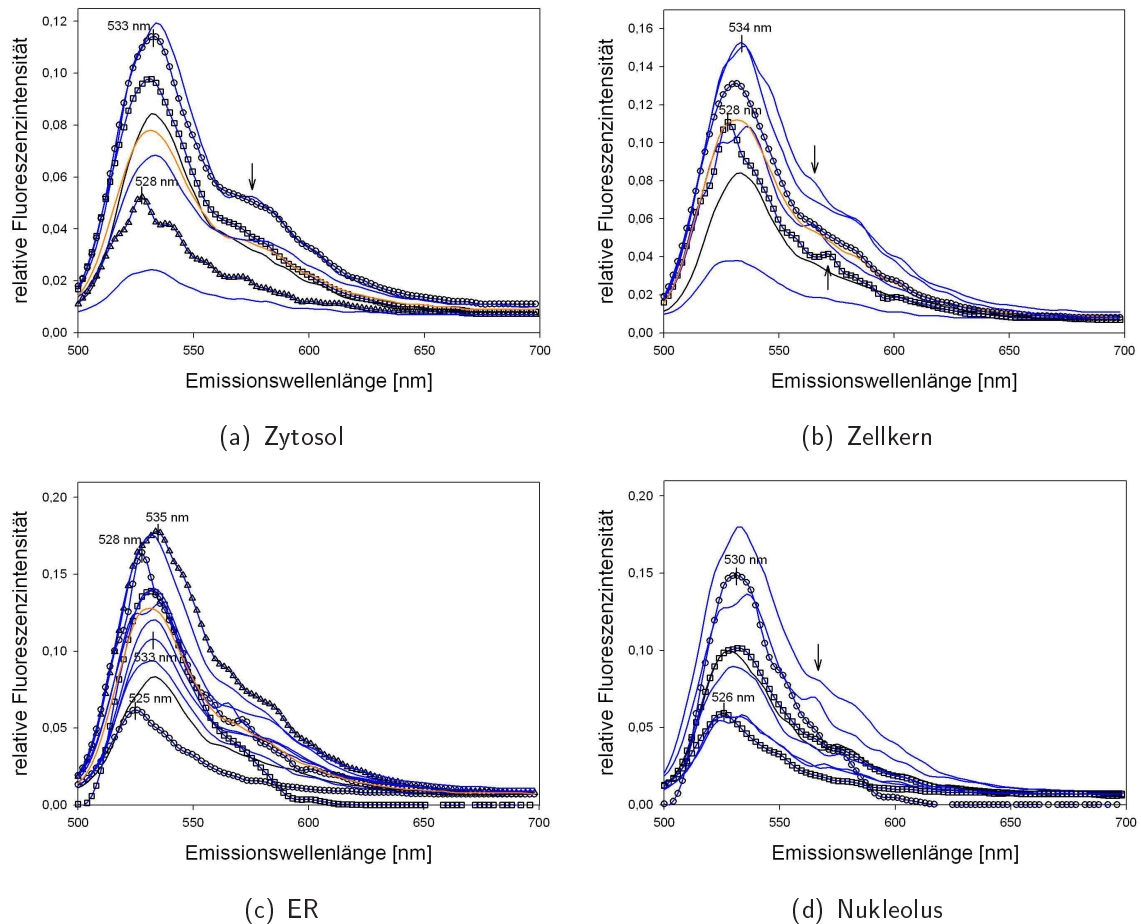 relative Fluoreszenzintensität
0,12
0,10
0,08
0,06
0,04
0,02
0,00
533 nm
528 nm
500
550
600
650
700
Emissionswellenlänge [nm]
(a) Zytosol
relative Fluoreszenzintensität
0,16
0,14
0,12
0,10
0,08
0,06
0,04
0,02
0,00
534 nm
528 nm
500
550
600
650
700
Emissionswellenlänge [nm]
(b) Zellkern
relative Fluoreszenzintensität
0,20
0,15
0,10
0,05
0,00
535 nm
528 nm
533 nm
525 nm
500
550
600
650
700
Emissionswellenlänge [nm]
(c) ER
relative Fluoreszenzintensität
0,20
0,15
0,10
0,05
0,00
530 nm
526 nm
500
550
600
650
700
Emissionswellenlänge [nm]
(d) Nukleolus